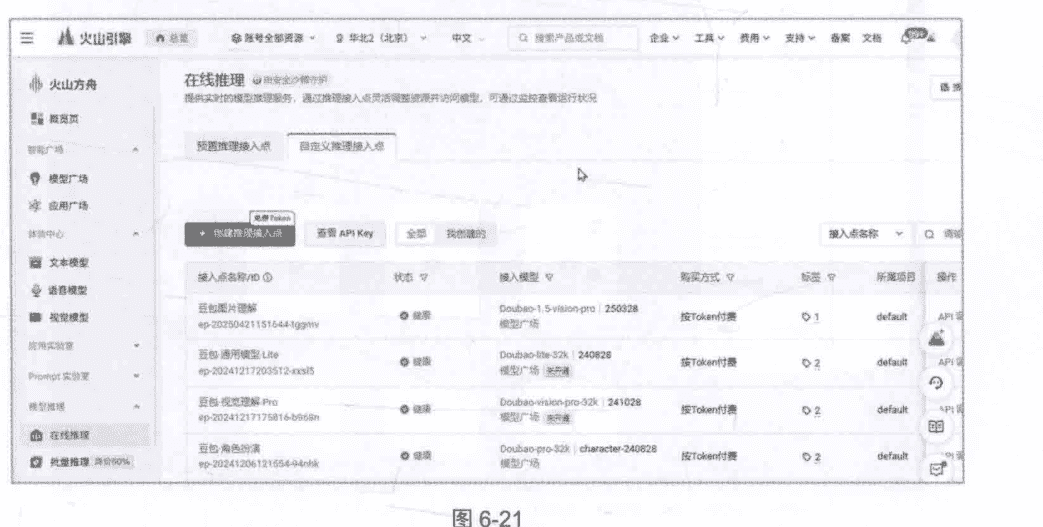 火山引擎 总览 账号全部资源 华北2（北京） 中文 搜索产品或文档 企业 工具 费用 支持 备案 文档 99+
火山方舟
概览页
智能广场
模型广场
应用广场
体验中心
文本模型
语音模型
视觉模型
应用实验室
Prompt 实验室
模型推理
在线推理
批量推理 降价50%
在线推理
提供实时的模型推理服务，通过推理接入点灵活调整资源并访问模型，可通过监控查看运行状况
预置推理接入点 自定义推理接入点
免费Token
+ 创建推理接入点 查看 API Key 全部 我创建的 接入点名称
接入点名称/ID 状态 接入模型 购买方式 标签 所属项目 操作
豆包图片理解 健康 Doubao-1.5-vision-pro | 250328 按Token付费 1 default API
ep-20250421151644-tggmv 模型广场
豆包-通用模型-Lite 健康 Doubao-lite-32k | 240828 按Token付费 2 default API
ep-20241217203512-xxsl5 模型广场 未开通
豆包-视觉理解-Pro 健康 Doubao-vision-pro-32k | 241028 按Token付费 2 default API
ep-20241217175816-b968n 模型广场 未开通
豆包-角色扮演 健康 Doubao-pro-32k | character-240828 按Token付费 2 default
ep-20241206121554-94nhk 模型广场
图 6-21